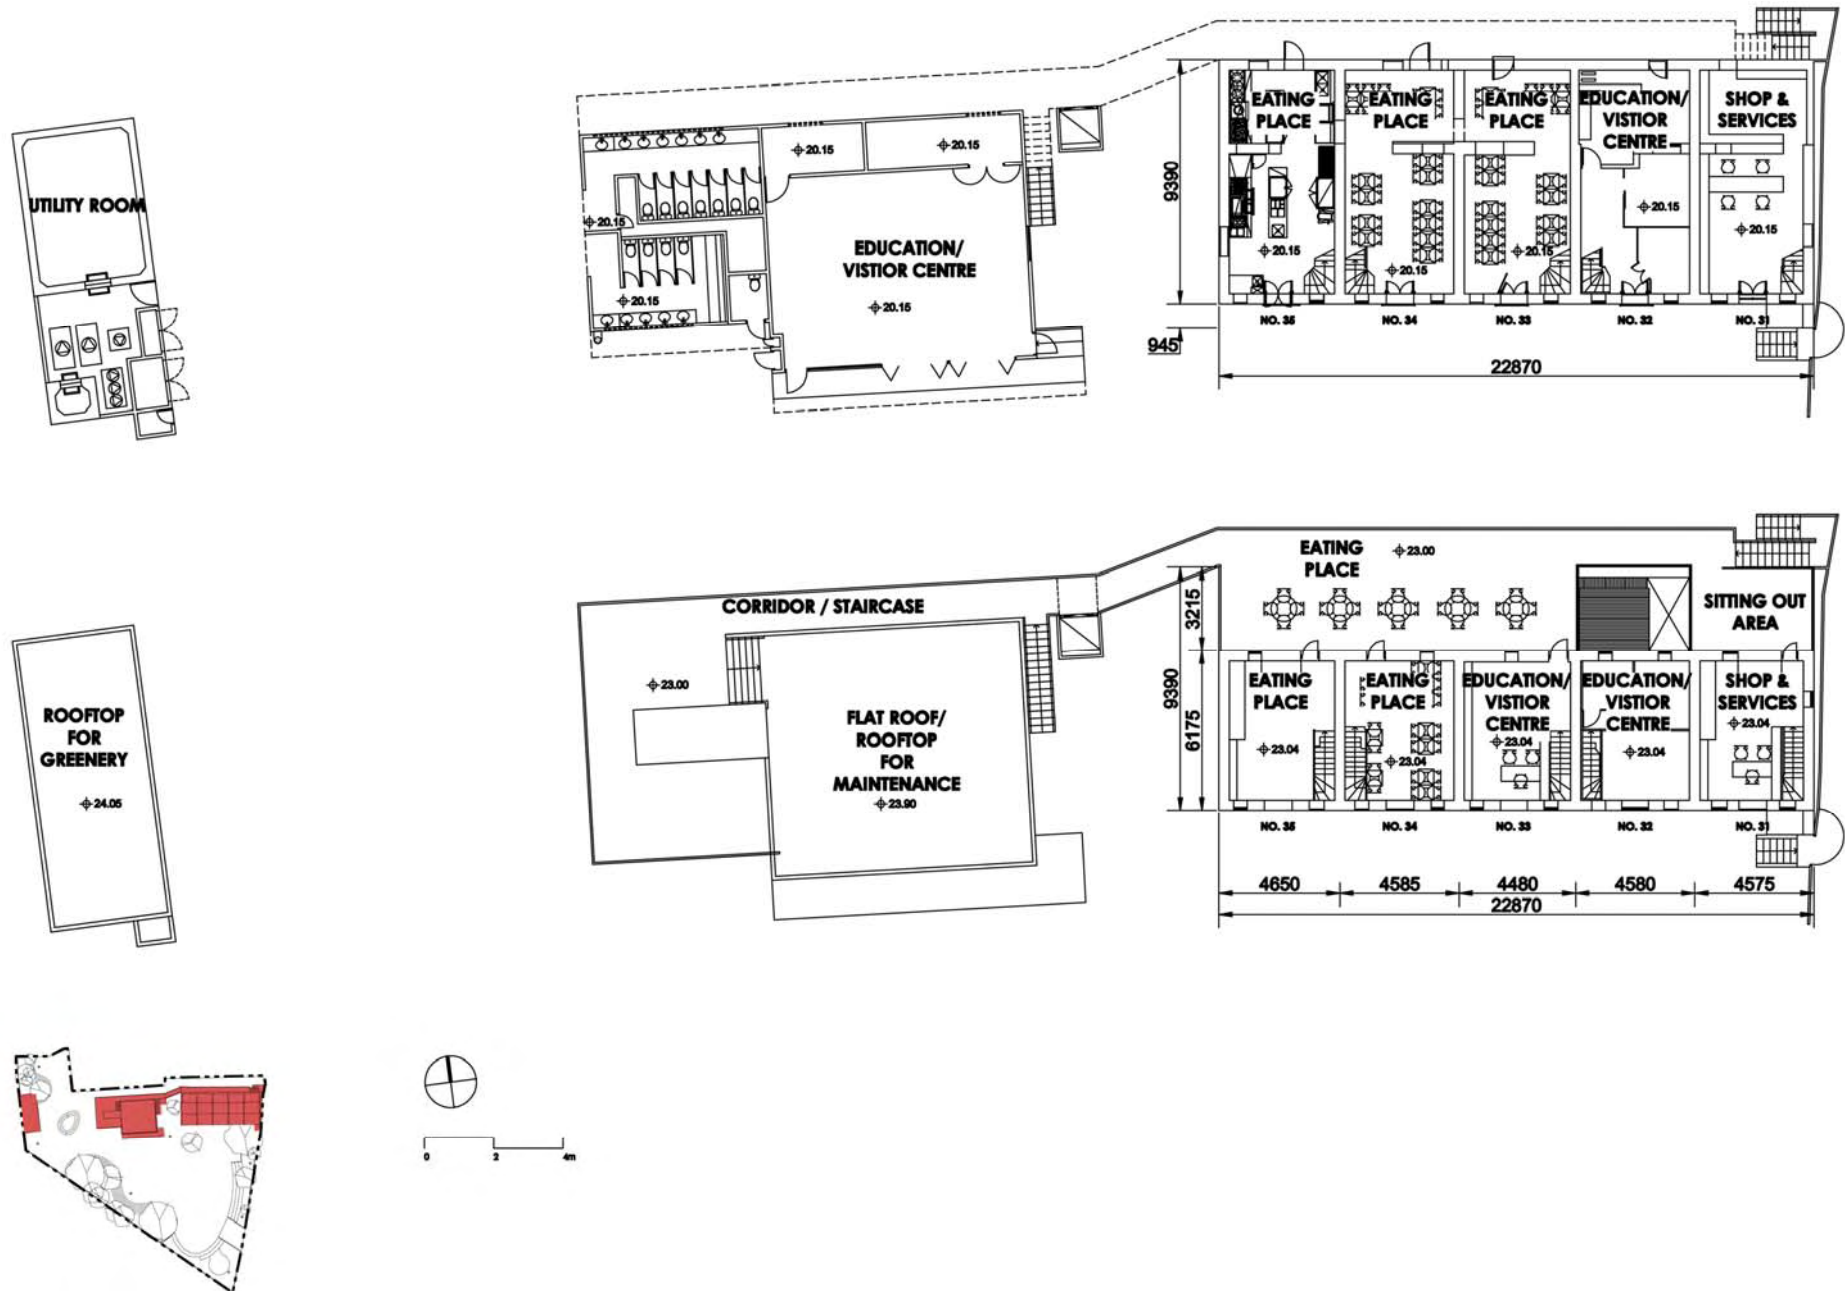 UTILITY ROOM
20.15
20.15
20.15
20.15
EDUCATION/
VISTIOR CENTRE
20.15
9390
945
EATING
PLACE
20.15
EATING
PLACE
20.15
EATING
PLACE
20.15
EDUCATION/
VISTIOR
CENTRE
20.15
SHOP &
SERVICES
20.15
NO. 35
NO. 34
NO. 33
NO. 32
NO. 31
22870
ROOFTOP
FOR
GREENERY
24.05
CORRIDOR / STAIRCASE
23.00
FLAT ROOF/
ROOFTOP
FOR
MAINTENANCE
23.90
9390
3215
6175
EATING
PLACE
23.00
SITTING OUT
AREA
EATING
PLACE
23.04
EATING
PLACE
23.04
EDUCATION/
VISTIOR
CENTRE
23.04
EDUCATION/
VISTIOR
CENTRE
23.04
SHOP &
SERVICES
23.04
NO. 35
NO. 34
NO. 33
NO. 32
NO. 31
4650
4585
4480
4580
4575
22870
0
2
4m